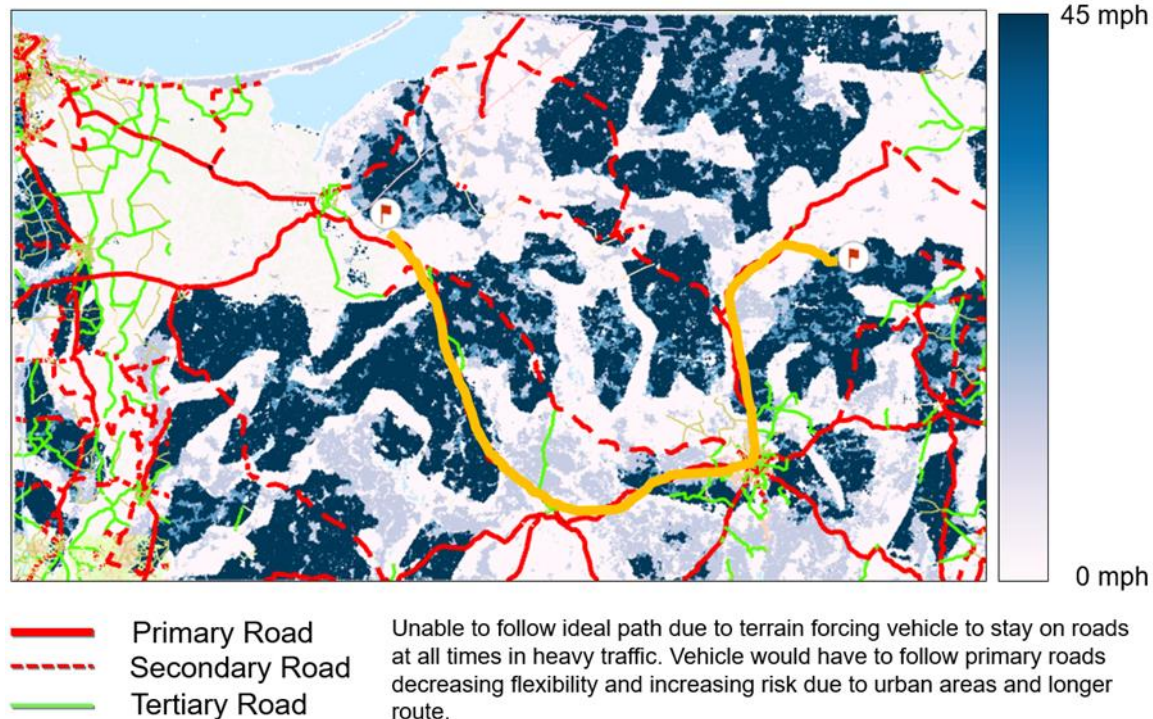 45 mph
0 mph
Primary Road
Secondary Road
Tertiary Road
Unable to follow ideal path due to terrain forcing vehicle to stay on roads
at all times in heavy traffic. Vehicle would have to follow primary roads
decreasing flexibility and increasing risk due to urban areas and longer
route.